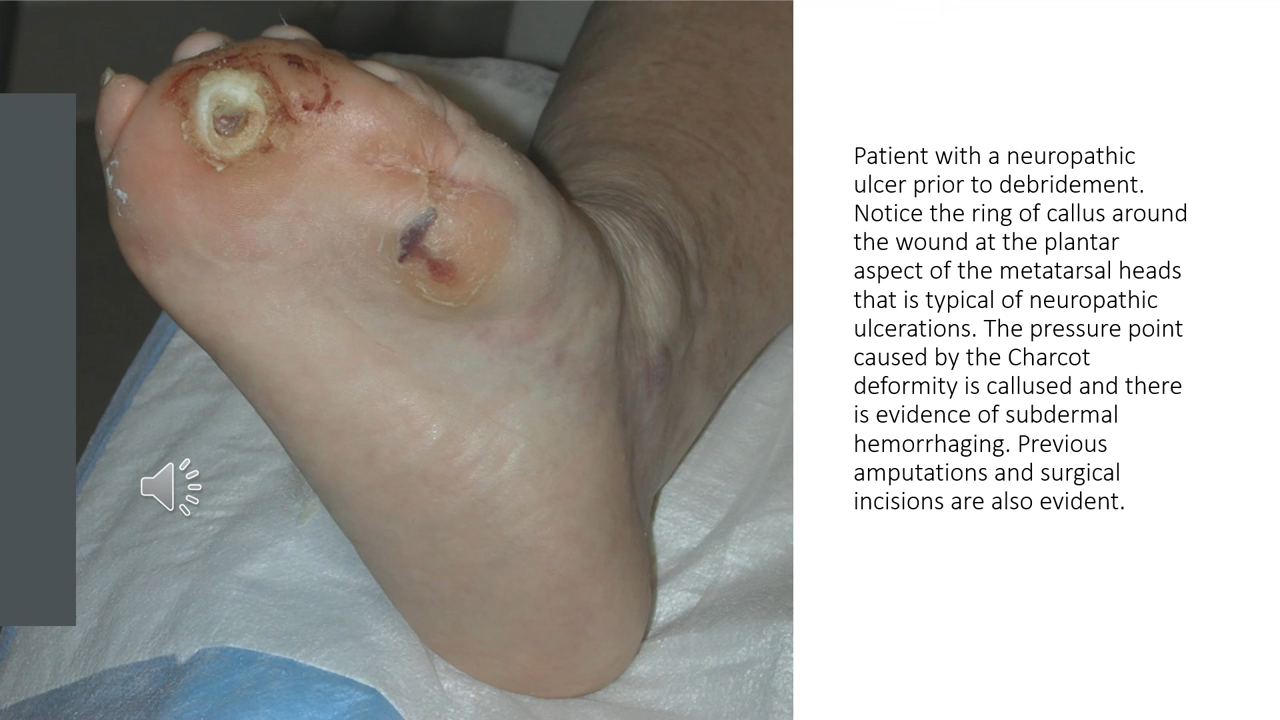 Patient with a neuropathic
ulcer prior to debridement.
Notice the ring of callus around
the wound at the plantar
aspect of the metatarsal heads
that is typical of neuropathic
ulcerations. The pressure point
caused by the Charcot
deformity is callused and there
is evidence of subdermal
hemorrhaging. Previous
amputations and surgical
incisions are also evident.